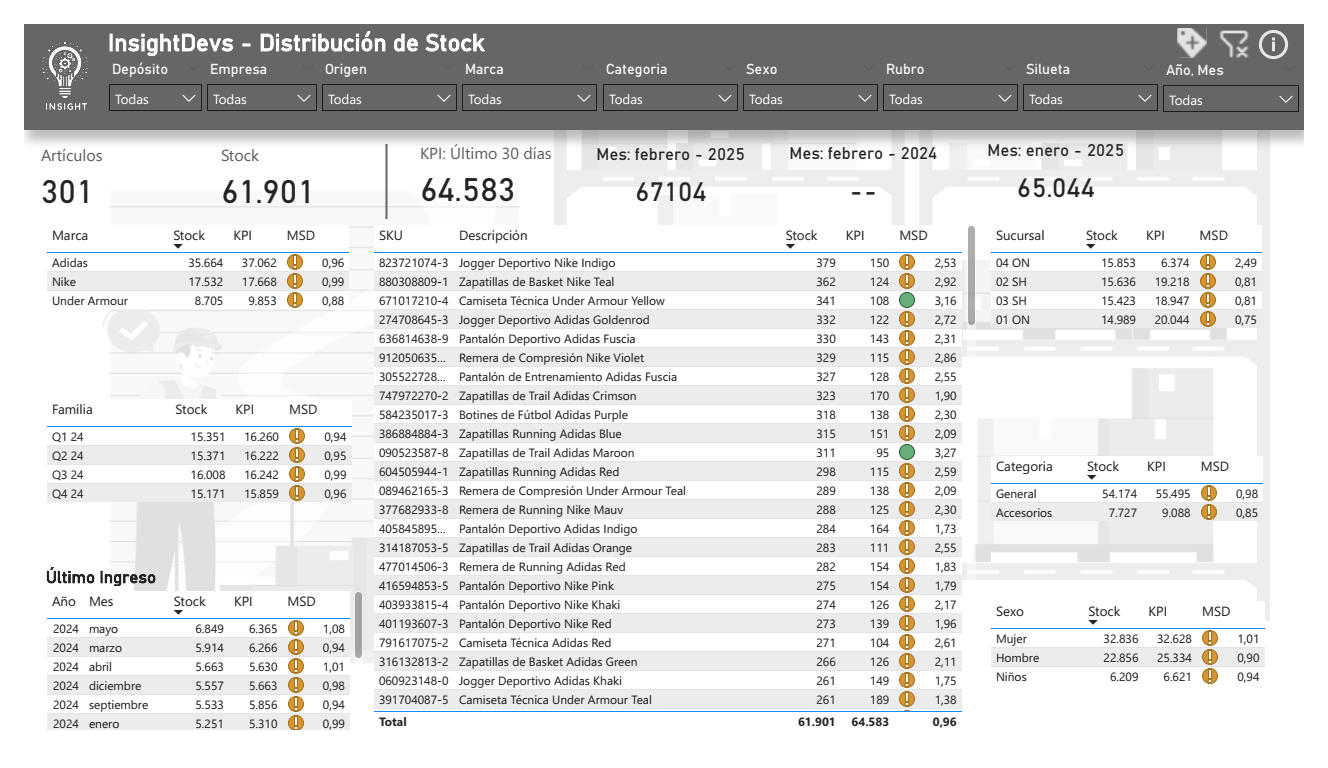 InsightDevs - Distribución de Stock
INSIGHT
Depósito Empresa Origen Marca Categoria Sexo Rubro Silueta Año, Mes
Todas Todas Todas Todas Todas Todas Todas Todas Todas
Artículos Stock KPI: Último 30 días Mes: febrero - 2025 Mes: febrero - 2024 Mes: enero - 2025
301 61.901 64.583 67104 -- 65.044
Marca Stock KPI MSD
Adidas 35.664 37.062 0,96
Nike 17.532 17.668 0,99
Under Armour 8.705 9.853 0,88
Familia Stock KPI MSD
Q1 24 15.351 16.260 0,94
Q2 24 15.371 16.222 0,95
Q3 24 16.008 16.242 0,99
Q4 24 15.171 15.859 0,96
Último Ingreso
Año Mes Stock KPI MSD
2024 mayo 6.849 6.365 1,08
2024 marzo 5.914 6.266 0,94
2024 abril 5.663 5.630 1,01
2024 diciembre 5.557 5.663 0,98
2024 septiembre 5.533 5.856 0,94
2024 enero 5.251 5.310 0,99
SKU Descripción Stock KPI MSD
823721074-3 Jogger Deportivo Nike Indigo 379 150 2,53
880308809-1 Zapatillas de Basket Nike Teal 362 124 2,92
671017210-4 Camiseta Técnica Under Armour Yellow 341 108 3,16
274708645-3 Jogger Deportivo Adidas Goldenrod 332 122 2,72
636814638-9 Pantalón Deportivo Adidas Fuscia 330 143 2,31
912050635... Remera de Compresión Nike Violet 329 115 2,86
305522728... Pantalón de Entrenamiento Adidas Fuscia 327 128 2,55
747972270-2 Zapatillas de Trail Adidas Crimson 323 170 1,90
584235017-3 Botines de Fútbol Adidas Purple 318 138 2,30
386884884-3 Zapatillas Running Adidas Blue 315 151 2,09
090523587-8 Zapatillas de Trail Adidas Maroon 311 95 3,27
604505944-1 Zapatillas Running Adidas Red 298 115 2,59
089462165-3 Remera de Compresión Under Armour Teal 289 138 2,09
377682933-8 Remera de Running Nike Mauv 288 125 2,30
405845895... Pantalón Deportivo Adidas Indigo 284 164 1,73
314187053-5 Zapatillas de Trail Adidas Orange 283 111 2,55
477014506-3 Remera de Running Adidas Red 282 154 1,83
416594853-5 Pantalón Deportivo Nike Pink 275 154 1,79
403933815-4 Pantalón Deportivo Nike Khaki 274 126 2,17
401193607-3 Pantalón Deportivo Nike Red 273 139 1,96
791617075-2 Camiseta Técnica Adidas Red 271 104 2,61
316132813-2 Zapatillas de Basket Adidas Green 266 126 2,11
060923148-0 Jogger Deportivo Adidas Khaki 261 149 1,75
391704087-5 Camiseta Técnica Under Armour Teal 261 189 1,38
Total 61.901 64.583 0,96
Sucursal Stock KPI MSD
04 ON 15.853 6.374 2,49
02 SH 15.636 19.218 0,81
03 SH 15.423 18.947 0,81
01 ON 14.989 20.044 0,75
Categoria Stock KPI MSD
General 54.174 55.495 0,98
Accesorios 7.727 9.088 0,85
Sexo Stock KPI MSD
Mujer 32.836 32.628 1,01
Hombre 22.856 25.334 0,90
Niños 6.209 6.621 0,94